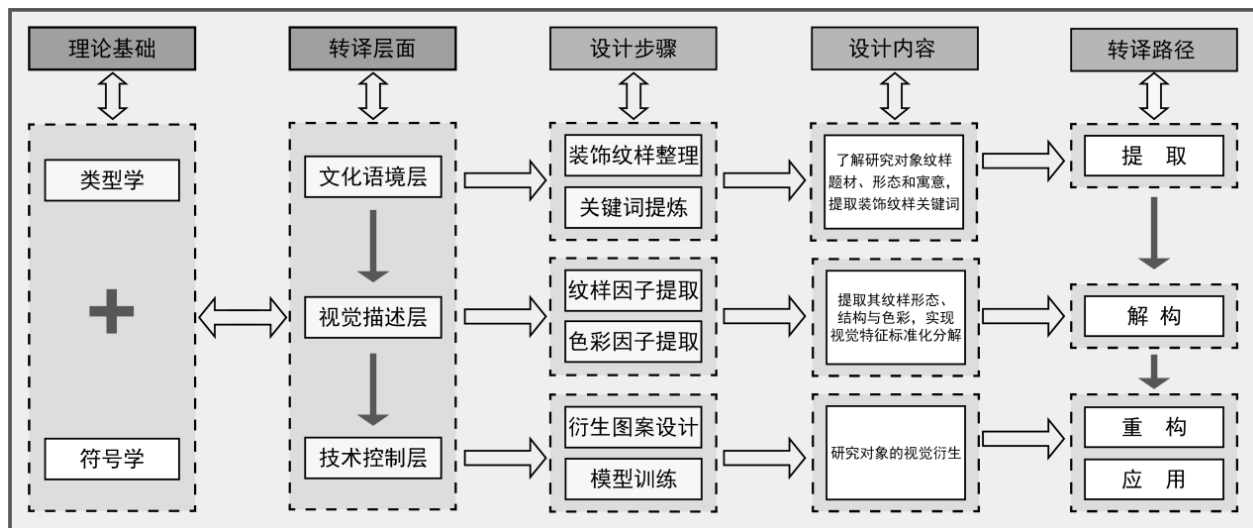 理论基础
转译层面
设计步骤
设计内容
转译路径
类型学
符号学
文化语境层
视觉描述层
技术控制层
装饰纹样整理
关键词提炼
纹样因子提取
色彩因子提取
衍生图案设计
模型训练
了解研究对象纹样
题材、形态和寓意，
提取装饰纹样关键词
提取其纹样形态、
结构与色彩，实现
视觉特征标准化分解
研究对象的视觉衍生
提 取
解 构
重 构
应 用